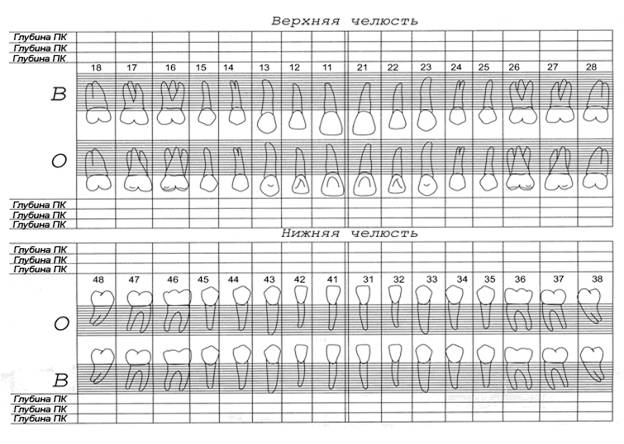 Верхняя челюсть
Глубина ПК
Глубина ПК
Глубина ПК
18 17 16 15 14 13 12 11 21 22 23 24 25 26 27 28
В
О
Глубина ПК
Глубина ПК
Глубина ПК
Нижняя челюсть
Глубина ПК
Глубина ПК
Глубина ПК
48 47 46 45 44 43 42 41 31 32 33 34 35 36 37 38
О
В
Глубина ПК
Глубина ПК
Глубина ПК